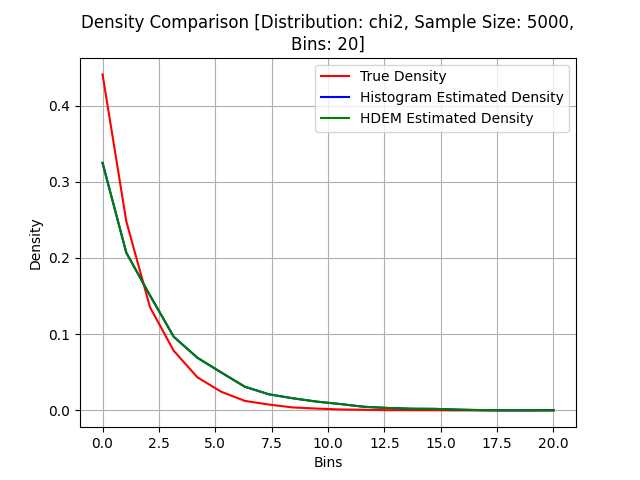 Density Comparison [Distribution: chi2, Sample Size: 5000,
Bins: 20]
True Density
Histogram Estimated Density
HDEM Estimated Density
Density
0.4
0.3
0.2
0.1
0.0
0.0 2.5 5.0 7.5 10.0 12.5 15.0 17.5 20.0
Bins